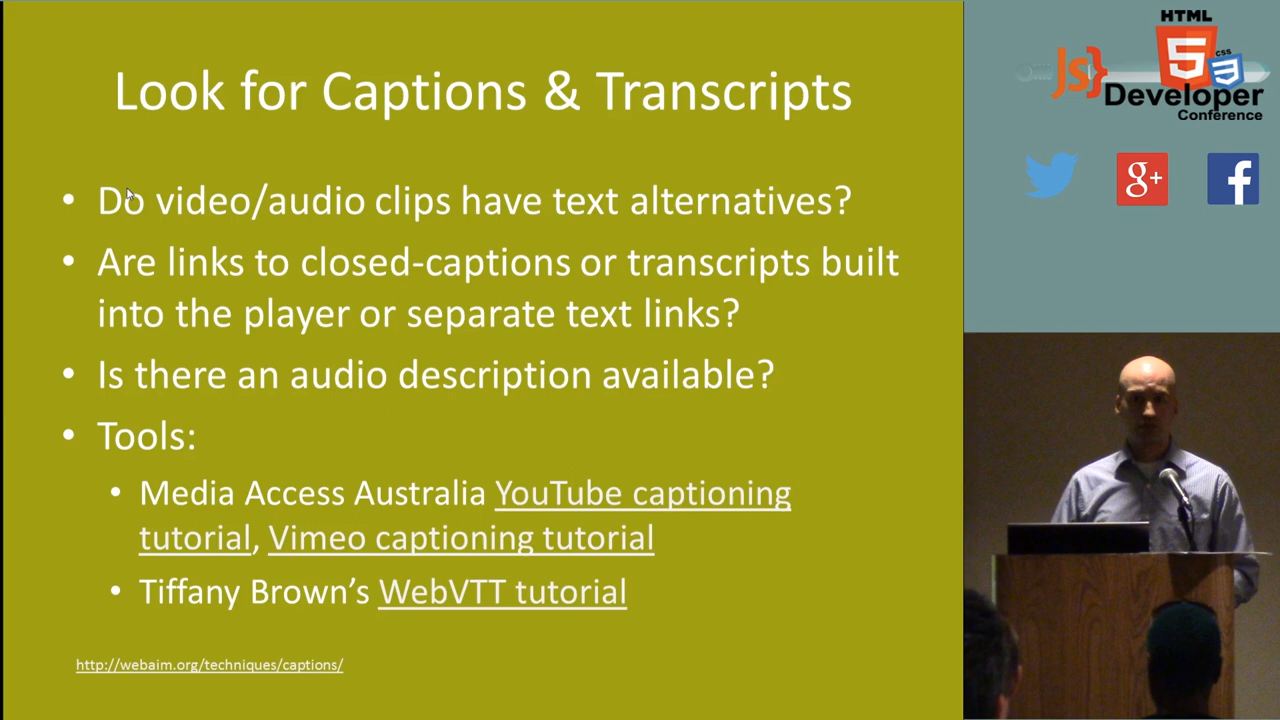 Look for Captions & Transcripts
• Do video/audio clips have text alternatives?
• Are links to closed-captions or transcripts built
into the player or separate text links?
• Is there an audio description available?
• Tools:
• Media Access Australia YouTube captioning
tutorial, Vimeo captioning tutorial
• Tiffany Brown’s WebVTT tutorial
http://webaim.org/techniques/captions/
HTML
5
css
3
JS}
Developer
Conference
g+
f